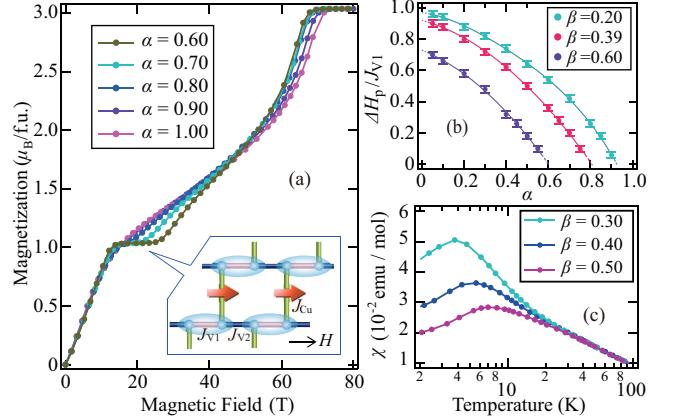 3.0
2.5
2.0
1.5
1.0
0.5
0.0
Magnetization (μB/f.u.)
α = 0.60
α = 0.70
α = 0.80
α = 0.90
α = 1.00
(a)
JCu
JV1
JV2
H
0
20
40
60
80
Magnetic Field (T)
ΔHp/JV1
0.8
0.6
0.4
0.2
0
β=0.20
β=0.39
β=0.60
(b)
0
0.2
0.4
0.6
0.8
1.0
α
χ (10-2 emu / mol)
6
5
4
3
2
1
β = 0.30
β = 0.40
β = 0.50
(c)
2
4
6
8
10
2
4
6
8
100
Temperature (K)